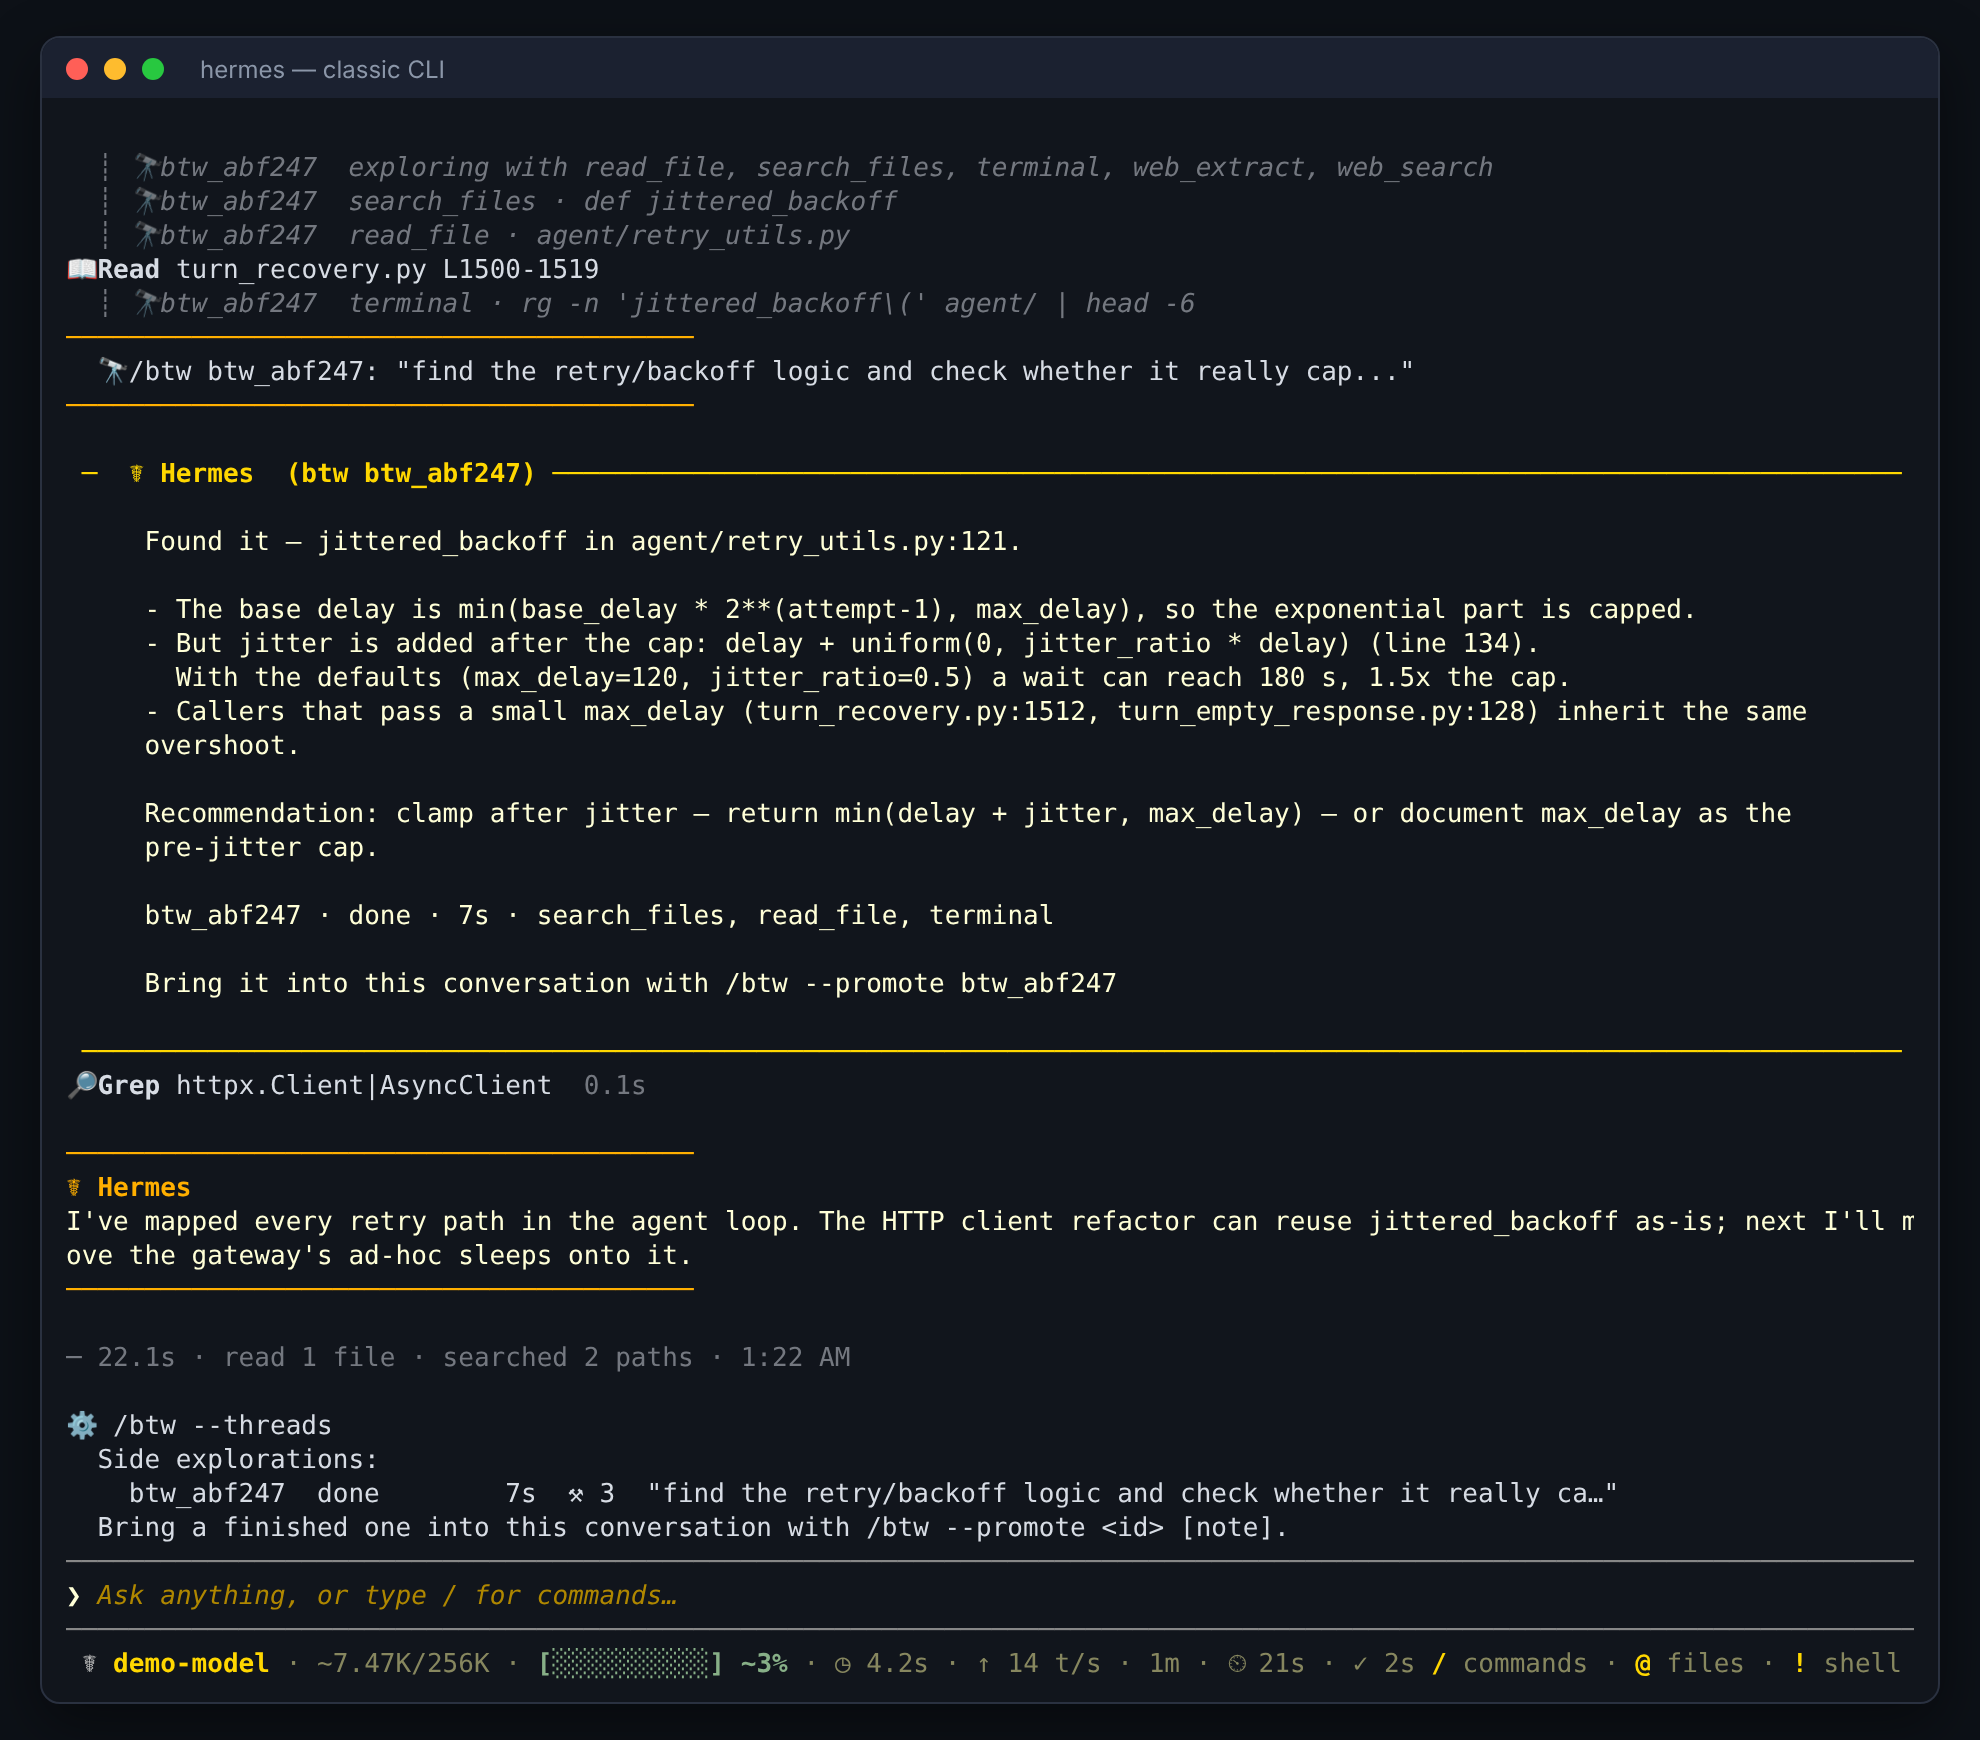 hermes — classic CLI
┊ 🔭btw_abf247  exploring with read_file, search_files, terminal, web_extract, web_search
┊ 🔭btw_abf247  search_files · def jittered_backoff
┊ 🔭btw_abf247  read_file · agent/retry_utils.py
📖Read turn_recovery.py L1500-1519
┊ 🔭btw_abf247  terminal · rg -n 'jittered_backoff\(' agent/ | head -6
🔭/btw btw_abf247: "find the retry/backoff logic and check whether it really cap..."
─  ☤ Hermes  (btw btw_abf247) ─
Found it — jittered_backoff in agent/retry_utils.py:121.
- The base delay is min(base_delay * 2**(attempt-1), max_delay), so the exponential part is capped.
- But jitter is added after the cap: delay + uniform(0, jitter_ratio * delay) (line 134).
With the defaults (max_delay=120, jitter_ratio=0.5) a wait can reach 180 s, 1.5x the cap.
- Callers that pass a small max_delay (turn_recovery.py:1512, turn_empty_response.py:128) inherit the same
overshoot.
Recommendation: clamp after jitter — return min(delay + jitter, max_delay) — or document max_delay as the
pre-jitter cap.
btw_abf247 · done · 7s · search_files, read_file, terminal
Bring it into this conversation with /btw --promote btw_abf247
🔎Grep httpx.Client|AsyncClient  0.1s
☤ Hermes
I've mapped every retry path in the agent loop. The HTTP client refactor can reuse jittered_backoff as-is; next I'll m
ove the gateway's ad-hoc sleeps onto it.
─ 22.1s · read 1 file · searched 2 paths · 1:22 AM
⚙️ /btw --threads
Side explorations:
btw_abf247  done        7s  ⚒ 3  "find the retry/backoff logic and check whether it really ca…"
Bring a finished one into this conversation with /btw --promote <id> [note].
❯ Ask anything, or type / for commands…
☤ demo-model · ~7.47K/256K · [░░░░░░░░░░] ~3% · ◷ 4.2s · ↑ 14 t/s · 1m · ⏲ 21s · ✓ 2s / commands · @ files · ! shell